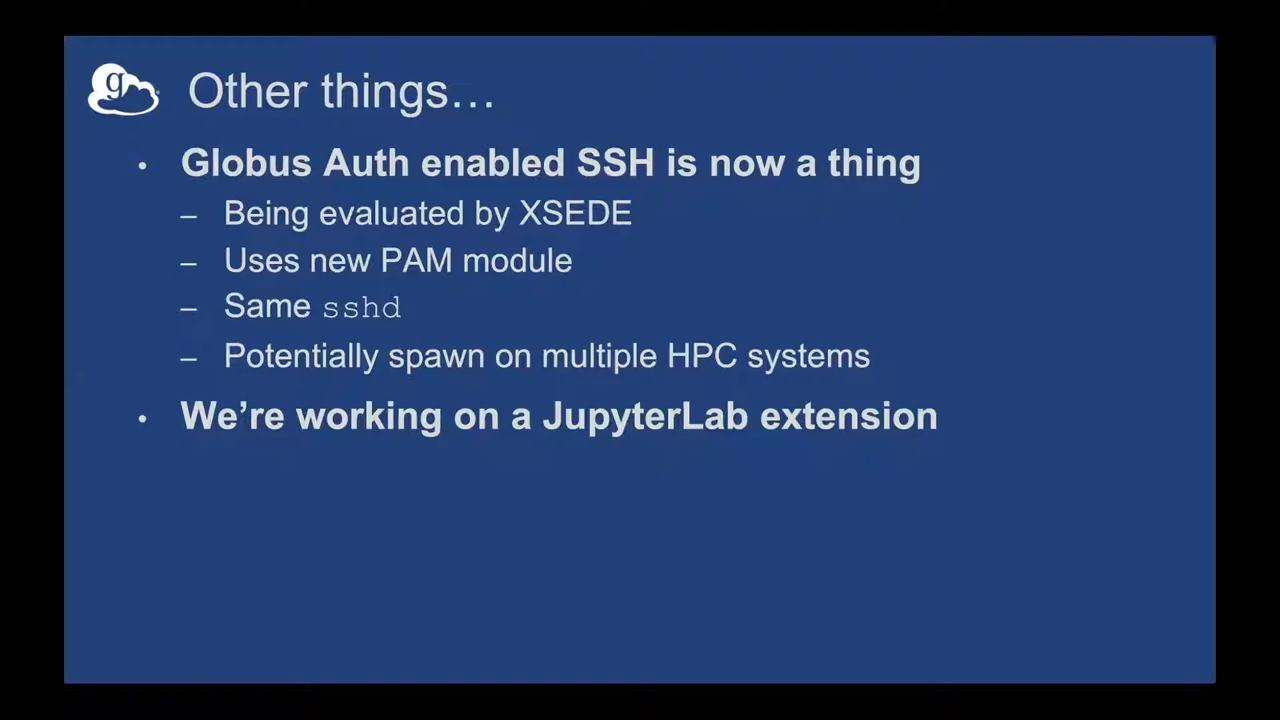 g
Other things…
• Globus Auth enabled SSH is now a thing
– Being evaluated by XSEDE
– Uses new PAM module
– Same sshd
– Potentially spawn on multiple HPC systems
• We’re working on a JupyterLab extension